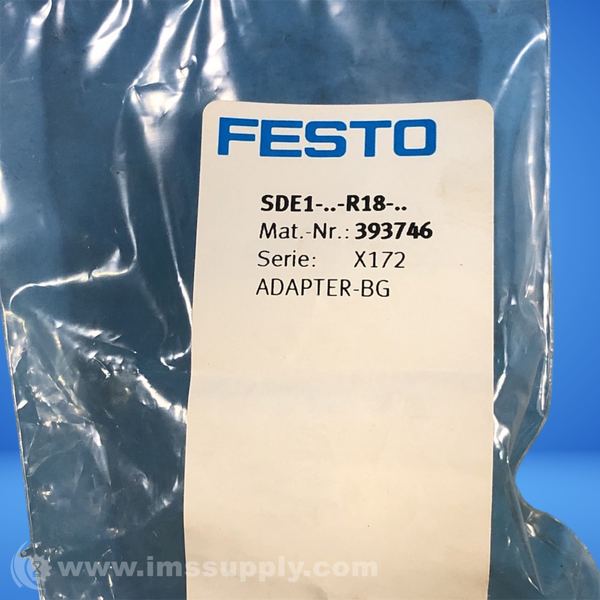 FESTO
SDE1-..-R18-..
Mat.-Nr.: 393746
Serie: X172
ADAPTER-BG
www.imssupply.com